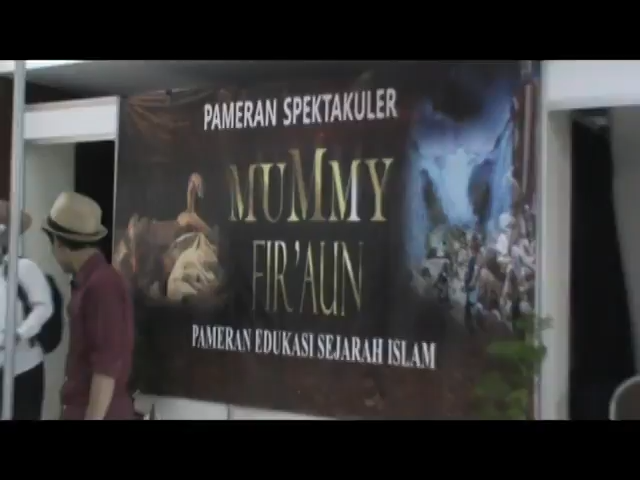 PAMERAN SPEKTAKULER
MUMMY
FIR'AUN
PAMERAN EDUKASI SEJARAH ISLAM